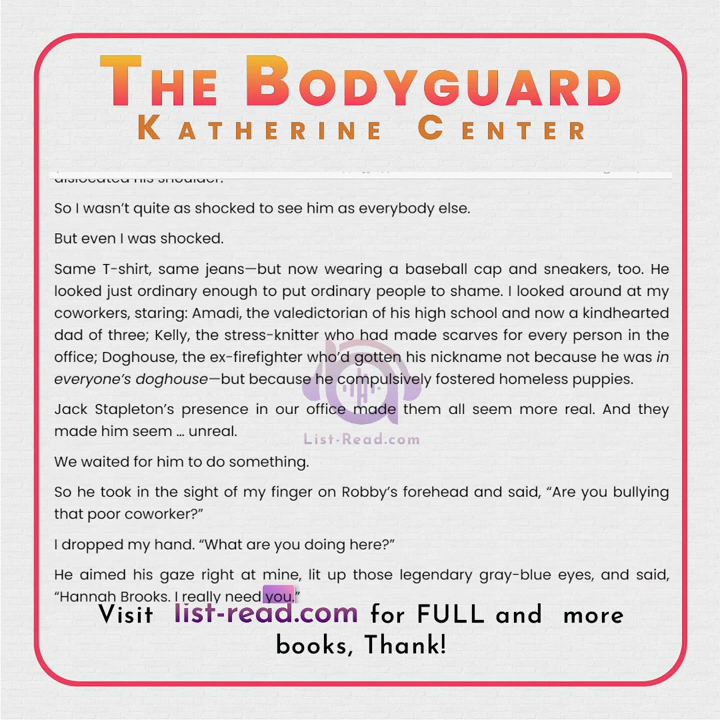 THE BODYGUARD
KATHERINE CENTER
dislocated his shoulder.
So I wasn't quite as shocked to see him as everybody else.
But even I was shocked.
Same T-shirt, same jeans—but now wearing a baseball cap and sneakers, too. He
looked just ordinary enough to put ordinary people to shame. I looked around at my
coworkers, staring: Amadi, the valedictorian of his high school and now a kindhearted
dad of three; Kelly, the stress-knitter who had made scarves for every person in the
office; Doghouse, the ex-firefighter who'd gotten his nickname not because he was in
everyone's doghouse—but because he compulsively fostered homeless puppies.
Jack Stapleton's presence in our office made them all seem more real. And they
made him seem … unreal.
List-Read.com
We waited for him to do something.
So he took in the sight of my finger on Robby's forehead and said, “Are you bullying
that poor coworker?”
I dropped my hand. “What are you doing here?”
He aimed his gaze right at mine, lit up those legendary gray-blue eyes, and said,
“Hannah Brooks. I really need you.”
Visit list-read.com for FULL and more
books, Thank!